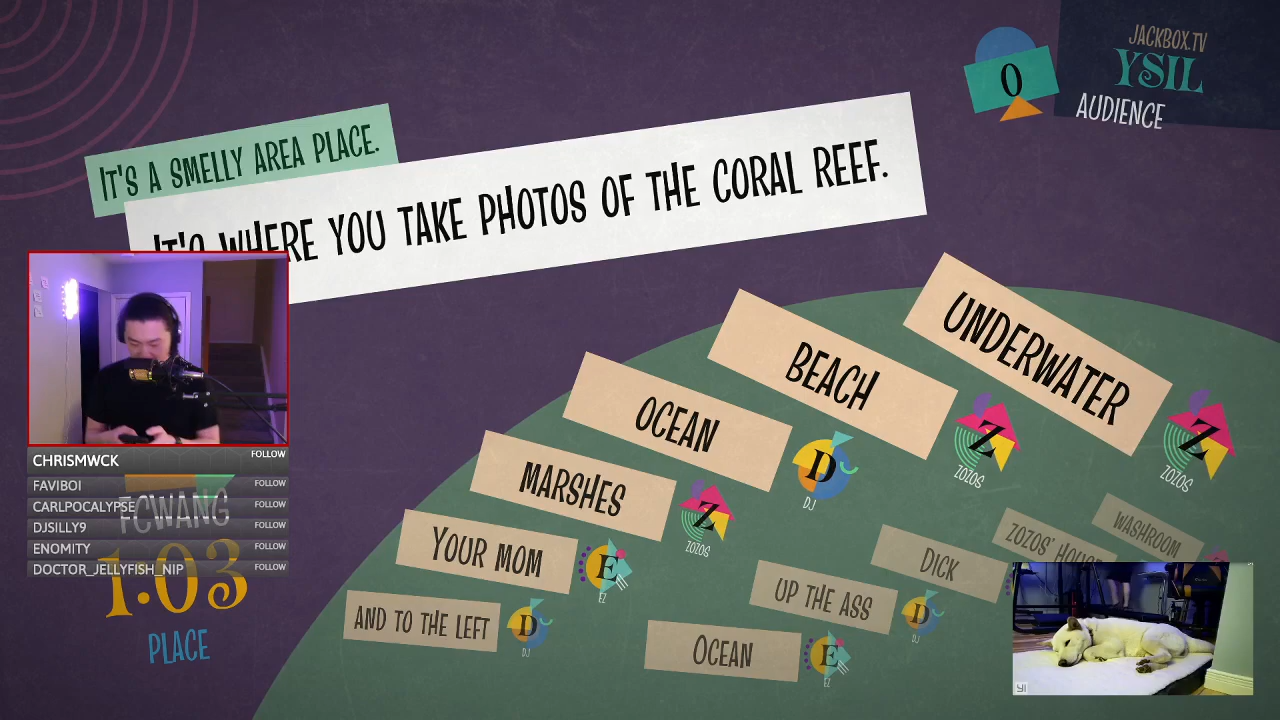 JACKBOX.TV
YSIL
0
AUDIENCE
IT'S A SMELLY AREA PLACE.
IT'S WHERE YOU TAKE PHOTOS OF THE CORAL REEF.
UNDERWATER
Z
ZOZOS
BEACH
Z
ZOZOS
OCEAN
D
DJ
MARSHES
Z
ZOZOS
YOUR MOM
E
EZ
AND TO THE LEFT
D
DJ
WASHROOM
ZOZOS' HOUSE
DICK
UP THE ASS
D
DJ
OCEAN
E
EZ
CHRISMWCK FOLLOW
FAVIBOI FOLLOW
CARLPOCALYPSE FOLLOW
DJSILLY9 FOLLOW
ENOMITY FOLLOW
DOCTOR_JELLYFISH_NIP FOLLOW
FCWANG
1:03
PLACE
YI